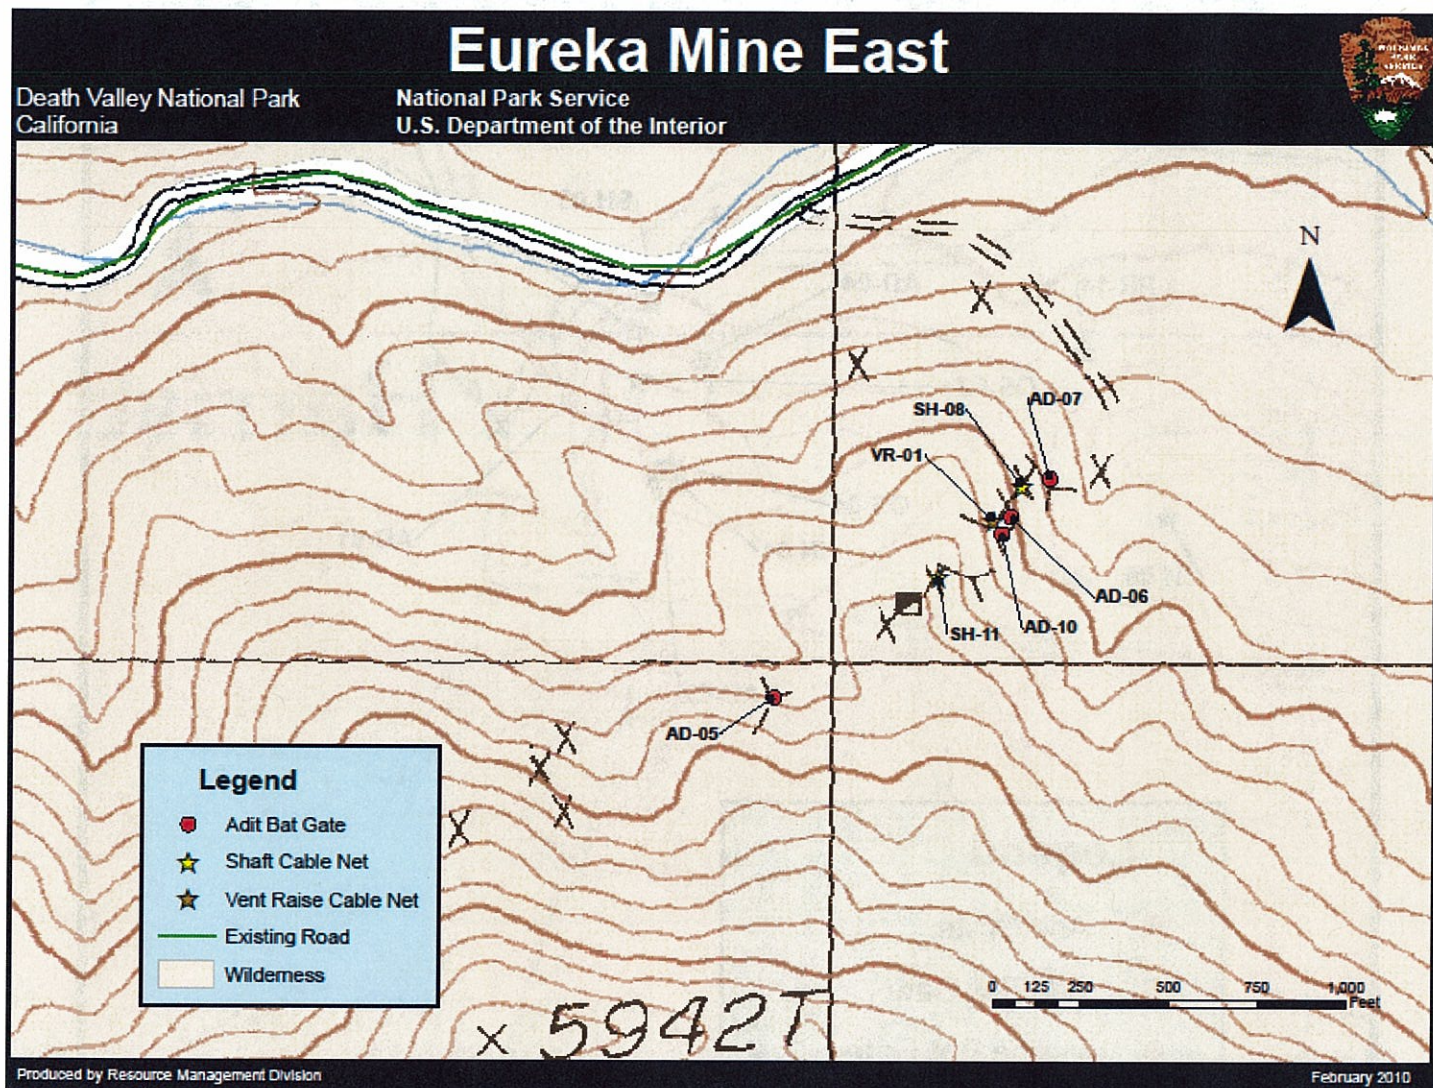 Eureka Mine East
Death Valley National Park
California
National Park Service
U.S. Department of the Interior
NATIONAL
PARK
SERVICE
N
AD-07
SH-08
VR-01
AD-06
AD-10
SH-11
AD-05
Legend
Adit Bat Gate
Shaft Cable Net
Vent Raise Cable Net
Existing Road
Wilderness
0 125 250 500 750 1,000
Feet
x 5942T
Produced by Resource Management Division
February 2010